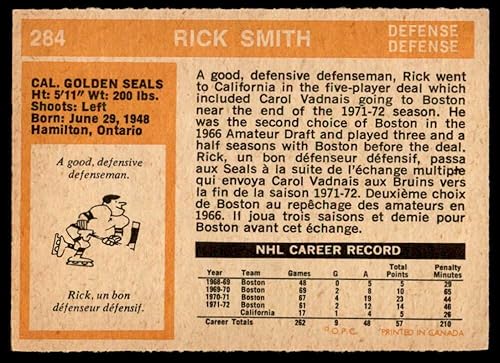 284
RICK SMITH
DEFENSE
DEFENSE
CAL. GOLDEN SEALS
Ht: 5'11" Wt: 200 lbs.
Shoots: Left
Born: June 29, 1948
Hamilton, Ontario
A good, defensive
defenseman.
Rick, un bon
défenseur défensif.
A good, defensive defenseman, Rick went
to California in the five-player deal which
included Carol Vadnais going to Boston
near the end of the 1971-72 season. He
was the second choice of Boston in the
1966 Amateur Draft and played three and a
half seasons with Boston before the deal.
Rick, un bon défenseur défensif, passa
aux Seals à la suite de l'échange multiple
qui envoya Carol Vadnais aux Bruins vers
la fin de la saison 1971-72. Deuxième choix
de Boston au repêchage des amateurs en
1966. Il joua trois saisons et demie pour
Boston avant cet échange.
NHL CAREER RECORD
Year Team Games G A Total Points Penalty Minutes
1968-69 Boston 48 0 5 5 29
1969-70 Boston 69 2 8 10 65
1970-71 Boston 67 4 19 23 44
1971-72 Boston 61 2 12 14 46
California 17 1 4 5 26
Career Totals 262 9 48 57 210
© O.P.C. PRINTED IN CANADA